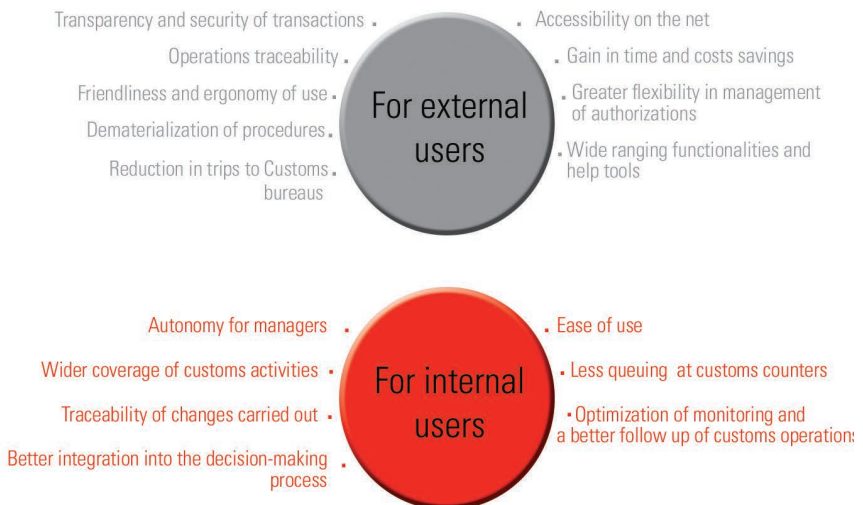 Transparency and security of transactions
Operations traceability
Friendliness and ergonomy of use
Dematerialization of procedures
Reduction in trips to Customs
bureaus
For external
users
Accessibility on the net
Gain in time and costs savings
Greater flexibility in management
of authorizations
Wide ranging functionalities and
help tools
Autonomy for managers
Wider coverage of customs activities
Traceability of changes carried out
Better integration into the decision-making
process
For internal
users
Ease of use
Less queuing at customs counters
Optimization of monitoring and
a better follow up of customs operations